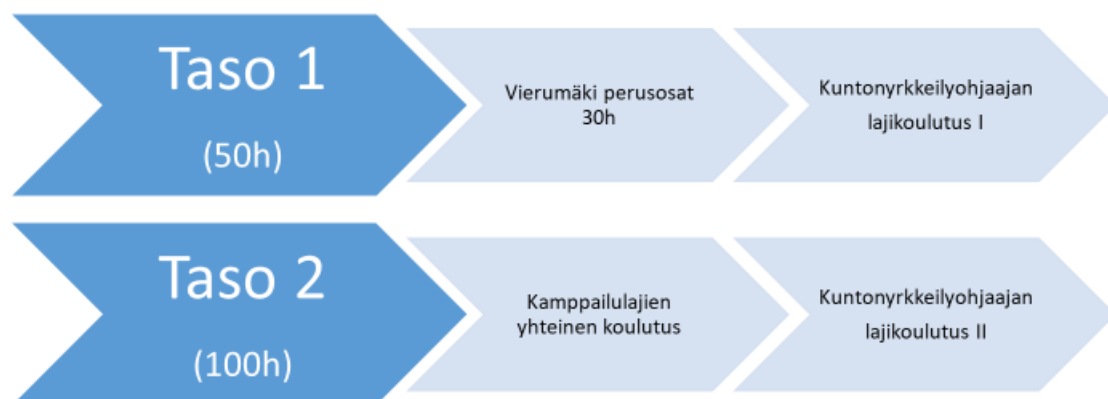 Taso 1
(50h)
Vierumäki perusosat
30h
Kuntonyrkkeilyohjaajan
lajikoulutus I
Taso 2
(100h)
Kamppailulajien
yhteinen koulutus
Kuntonyrkkeilyohjaajan
lajikoulutus II